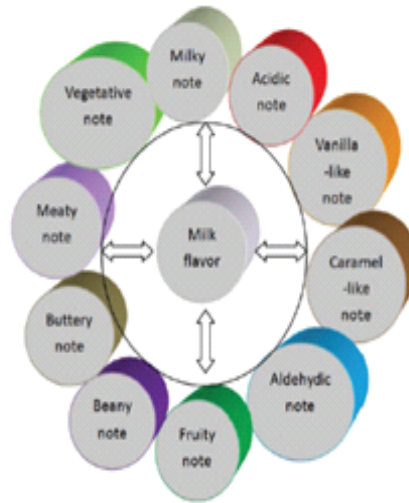 Milky
note
Acidic
note
Vanilla
-like
note
Caramel
-like
note
Aldehydic
note
Fruity
note
Beany
note
Buttery
note
Meaty
note
Vegetative
note
Milk
flavor